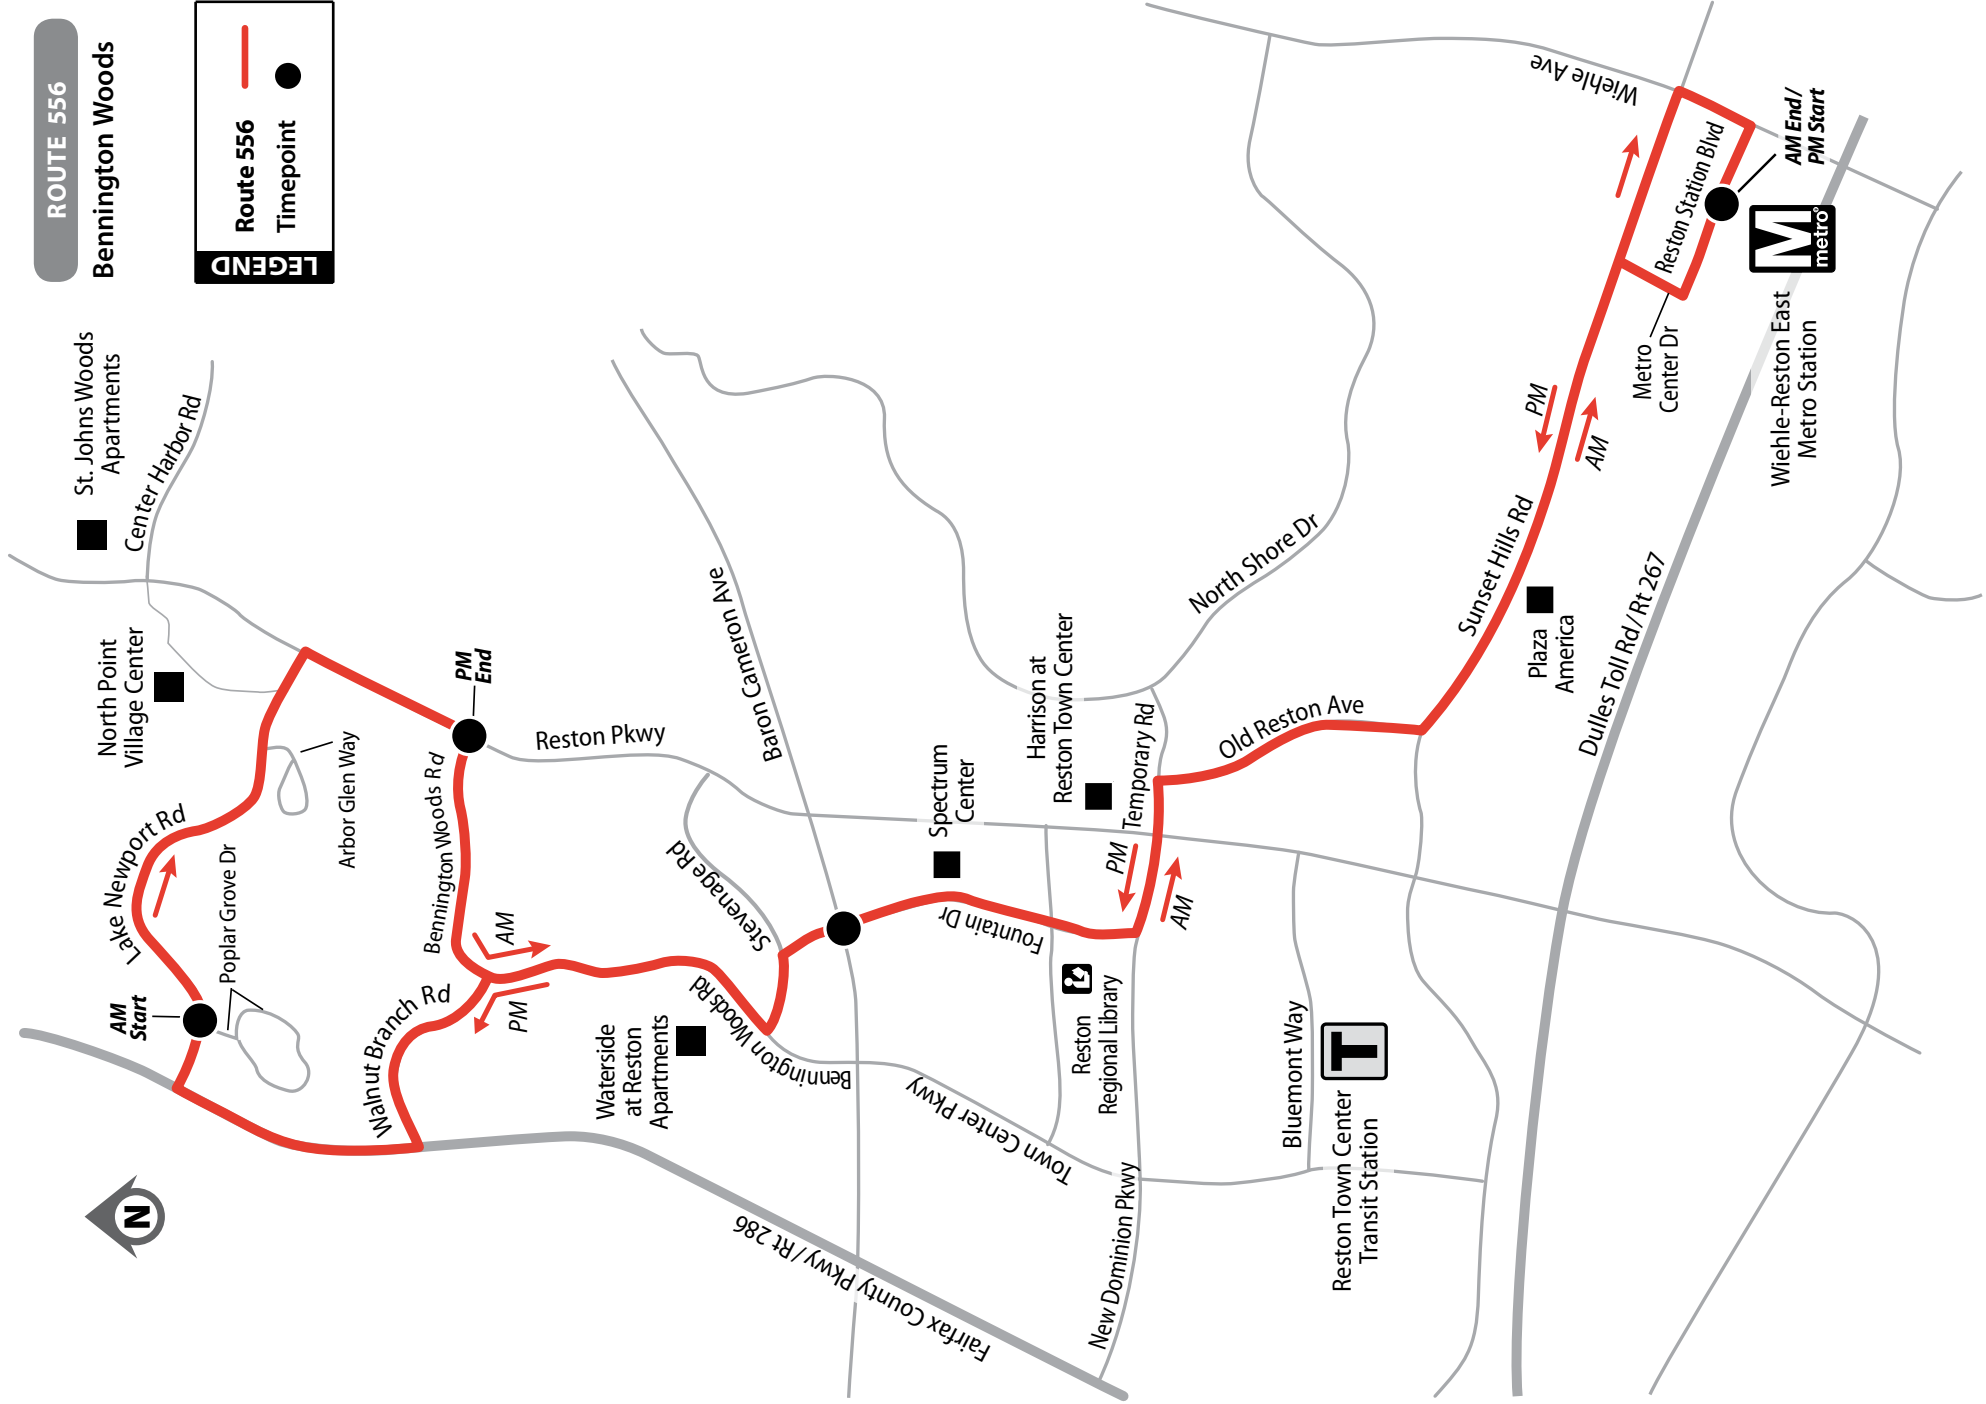 ROUTE 556
Bennington Woods
LEGEND
Route 556
Timepoint
St. Johns Woods
Apartments
Center Harbor Rd
North Point
Village Center
Lake Newport Rd
Arbor Glen Way
Poplar Grove Dr
AM
Start
PM
End
Bennington Woods Rd
Reston Pkwy
Walnut Branch Rd
AM
PM
Stevenage Rd
Baron Cameron Ave
Waterside
at Reston
Apartments
Bennington Woods Rd
Spectrum
Center
Fountain Dr
Harrison at
Reston Town Center
Temporary Rd
PM
AM
Reston
Regional Library
Town Center Pkwy
Fairfax County Pkwy/Rt 286
New Dominion Pkwy
Bluemont Way
T
Reston Town Center
Transit Station
North Shore Dr
Old Reston Ave
Sunset Hills Rd
Plaza
America
Dulles Toll Rd/Rt 267
PM
AM
Wiehle Ave
Reston Station Blvd
Metro
Center Dr
AM End/
PM Start
M
metro®
Wiehle-Reston East
Metro Station
N